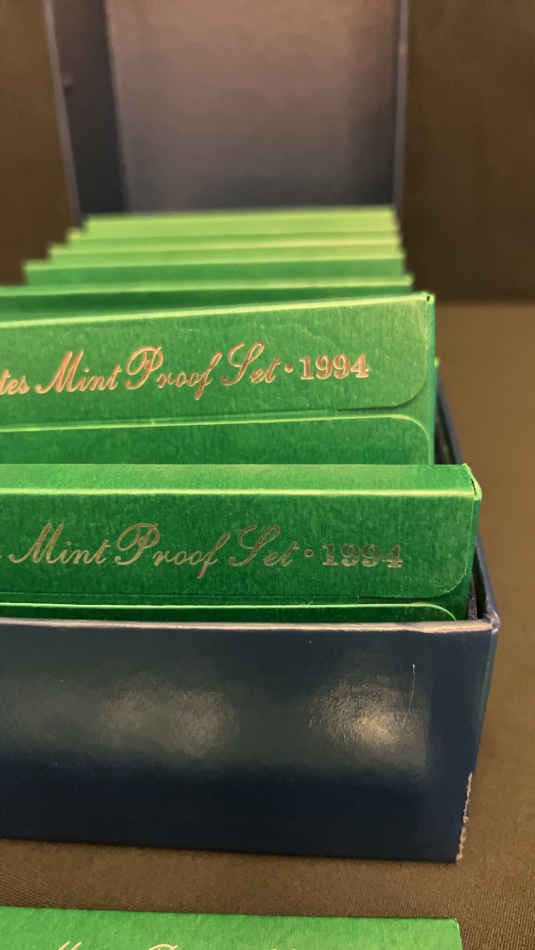 tes Mint Proof Set · 1994
Mint Proof Set · 1994